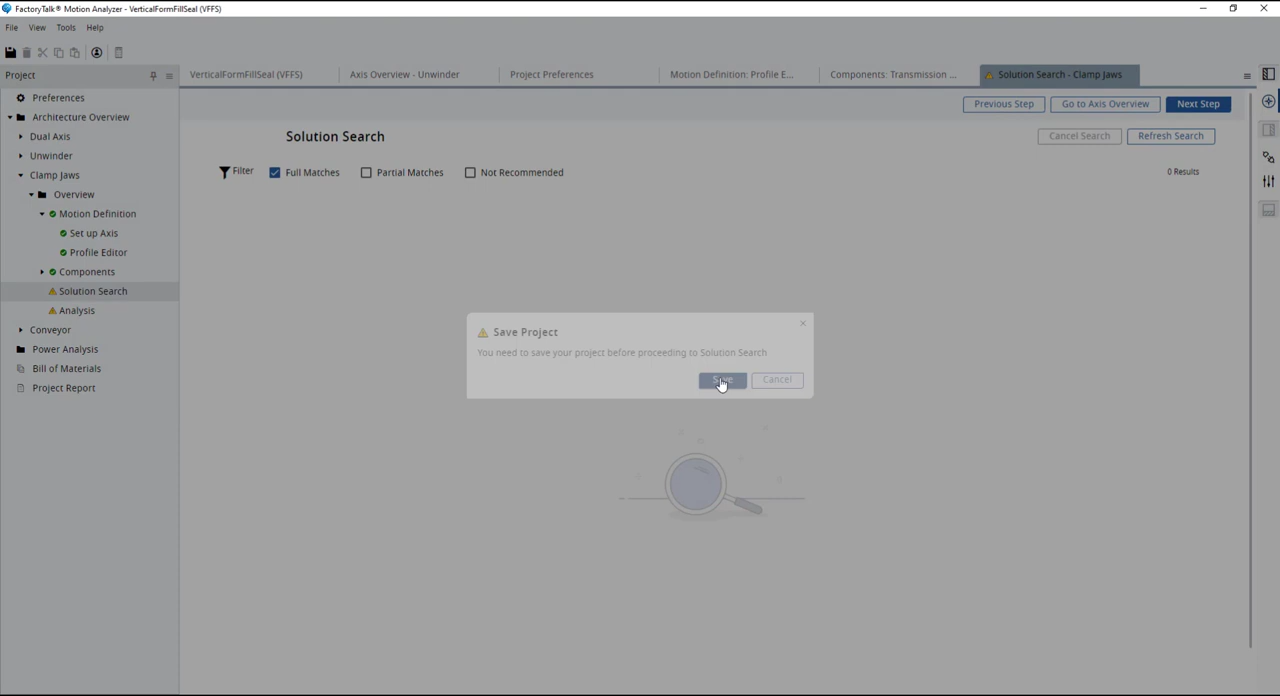 FactoryTalk® Motion Analyzer - VerticalFormFillSeal (VFFS)
File View Tools Help
Project
VerticalFormFillSeal (VFFS)
Axis Overview - Unwinder
Project Preferences
Motion Definition: Profile E...
Components: Transmission ...
Solution Search - Clamp Jaws
Preferences
Architecture Overview
Dual Axis
Unwinder
Clamp Jaws
Overview
Motion Definition
Set up Axis
Profile Editor
Components
Solution Search
Analysis
Conveyor
Power Analysis
Bill of Materials
Project Report
Previous Step
Go to Axis Overview
Next Step
Solution Search
Cancel Search
Refresh Search
Filter
Full Matches
Partial Matches
Not Recommended
0 Results
Save Project
You need to save your project before proceeding to Solution Search
Save
Cancel